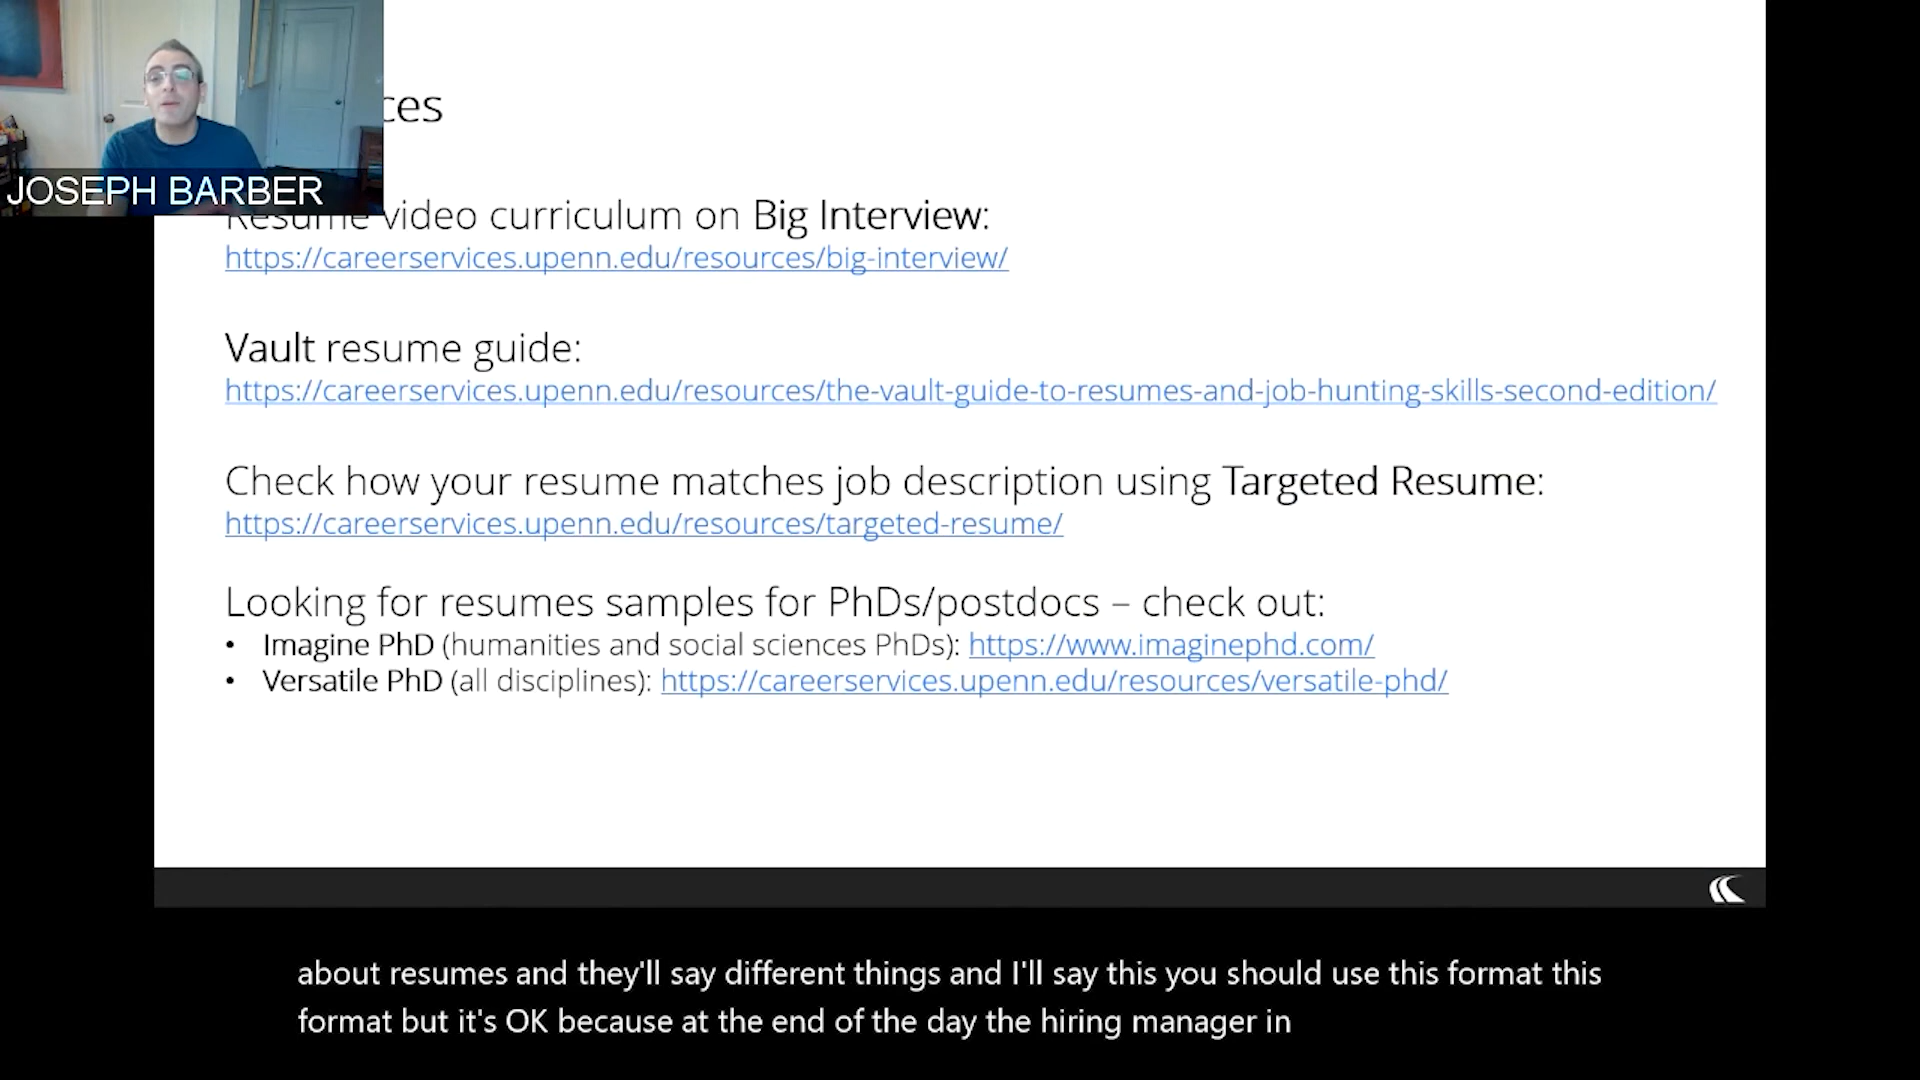 ces
JOSEPH BARBER
Resume video curriculum on Big Interview:
https://careerservices.upenn.edu/resources/big-interview/
Vault resume guide:
https://careerservices.upenn.edu/resources/the-vault-guide-to-resumes-and-job-hunting-skills-second-edition/
Check how your resume matches job description using Targeted Resume:
https://careerservices.upenn.edu/resources/targeted-resume/
Looking for resumes samples for PhDs/postdocs – check out:
• Imagine PhD (humanities and social sciences PhDs): https://www.imaginephd.com/
• Versatile PhD (all disciplines): https://careerservices.upenn.edu/resources/versatile-phd/
about resumes and they'll say different things and I'll say this you should use this format this
format but it's OK because at the end of the day the hiring manager in